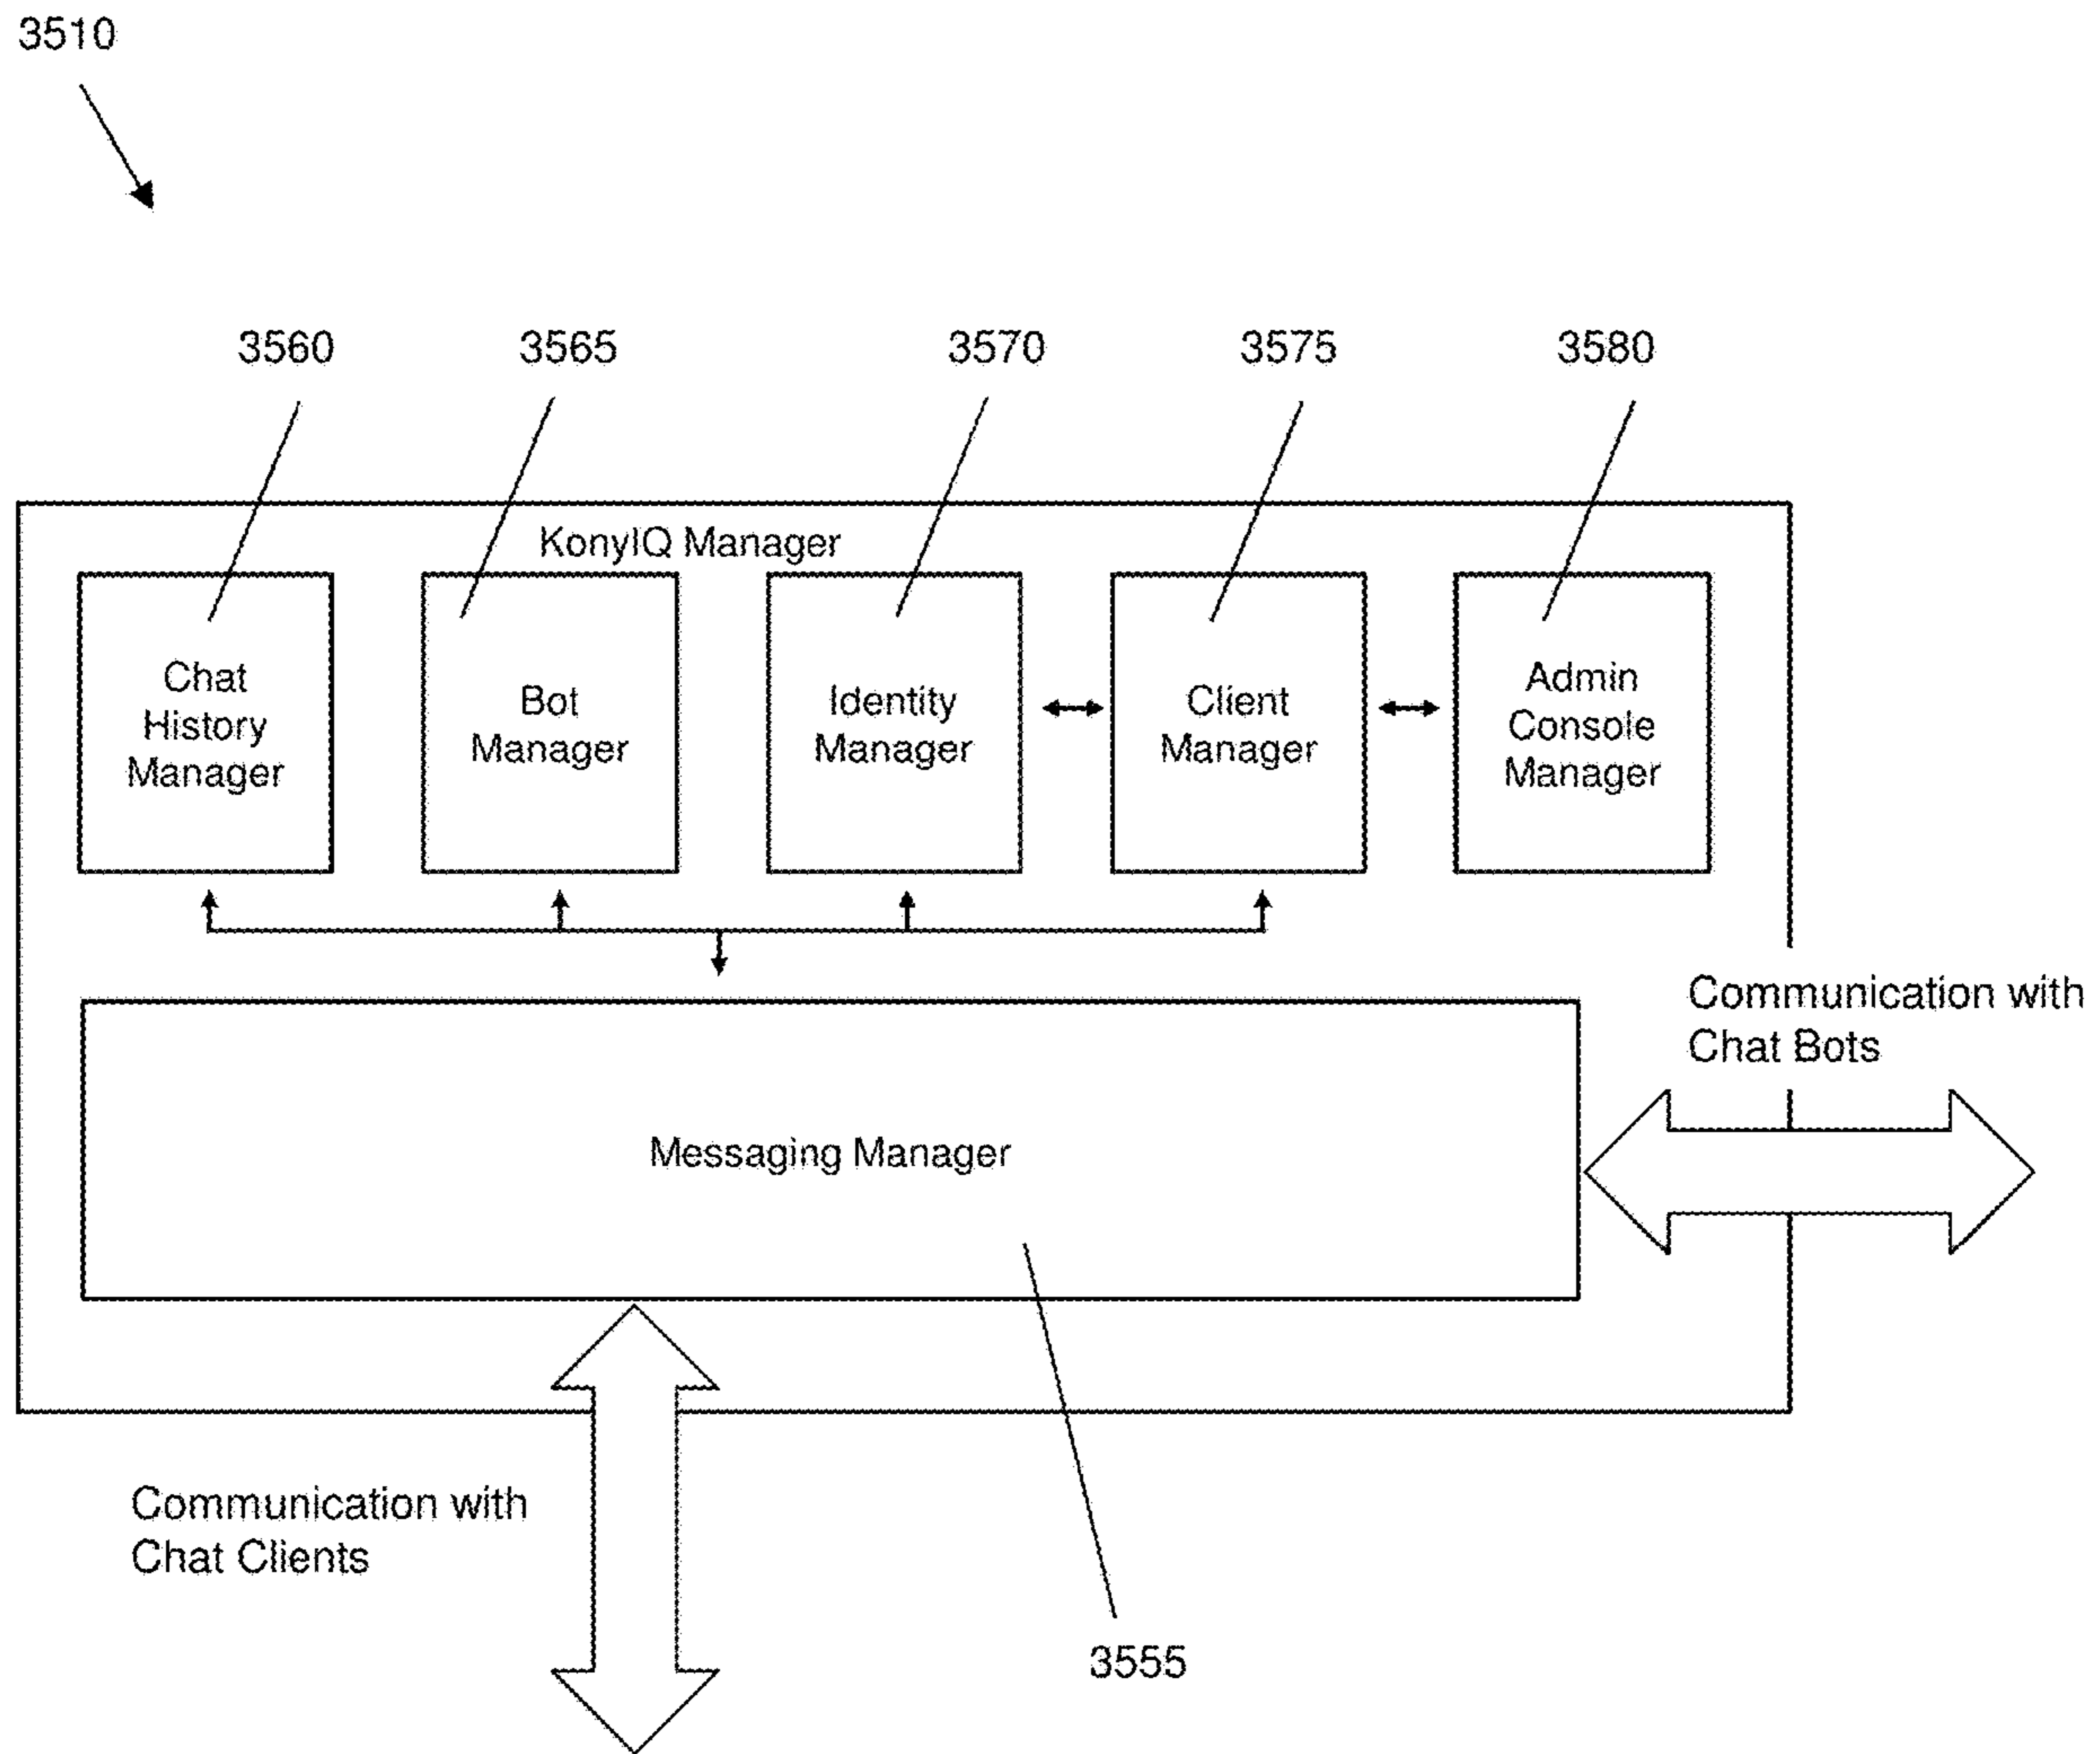 3510
3560
3565
3570
3575
3580
KonyIQ Manager
Chat
History
Manager
Bot
Manager
Identity
Manager
Client
Manager
Admin
Console
Manager
Communication with
Chat Bots
Messaging Manager
Communication with
Chat Clients
3555